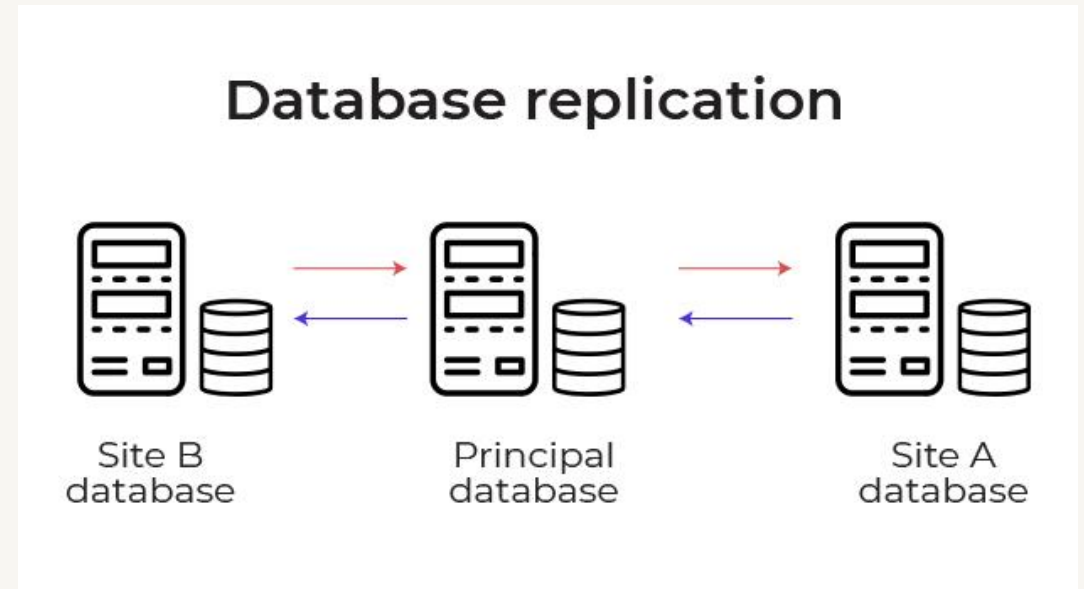 Database replication
Site B
database
Principal
database
Site A
database